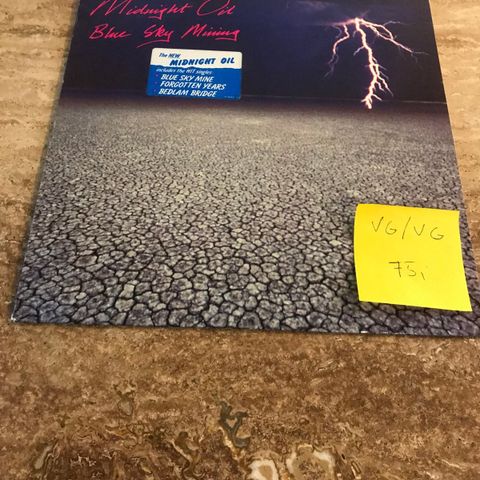 Midnight Oil
Blue Sky Mining
The NEW
MIDNIGHT OIL
includes the HIT singles
• BLUE SKY MINE
• FORGOTTEN YEARS
• BEDLAM BRIDGE
VG/VG
75,